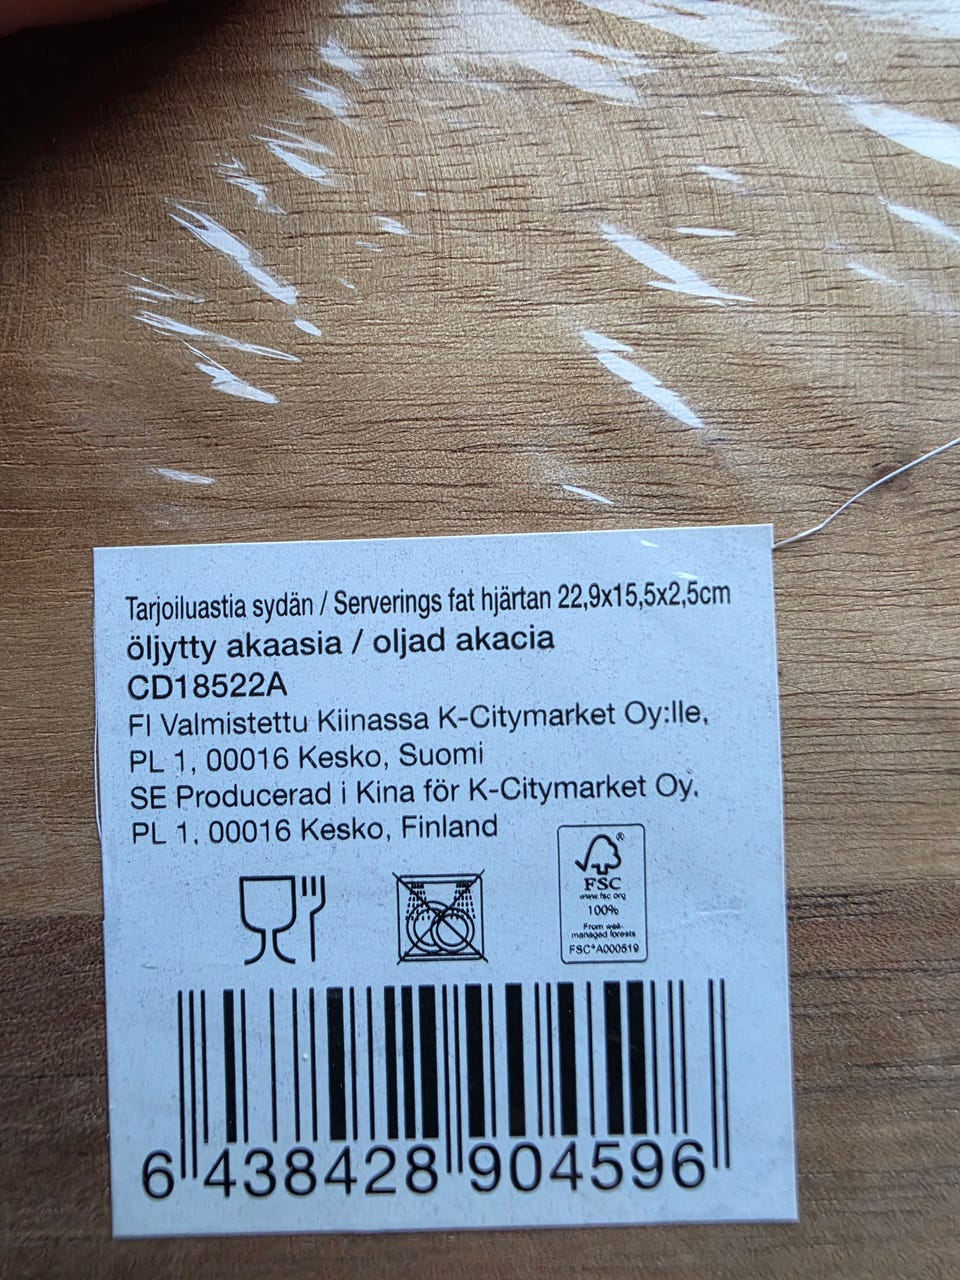 Tarjoiluastia sydän / Serverings fat hjärtan 22,9x15,5x2,5cm
öljytty akaasia / oljad akacia
CD18522A
FI Valmistettu Kiinassa K-Citymarket Oy:lle,
PL 1, 00016 Kesko, Suomi
SE Producerad i Kina för K-Citymarket Oy,
PL 1, 00016 Kesko, Finland
FSC®
www.fsc.org
100%
From well-
managed forests
FSC® A000519
6 438428 904596